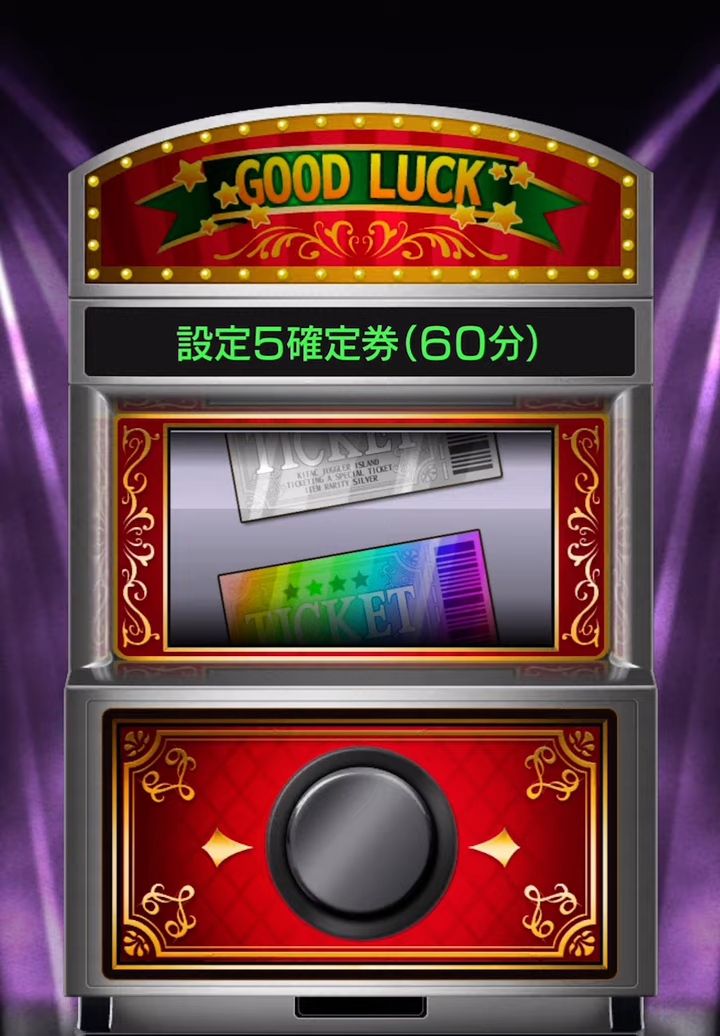 GOOD LUCK
設定5確定券(60分)
TICKET
KITAC JUGGLER ISLAND
TICKETING A SPECIAL TICKET
ITEM RARITY SILVER
TICKET